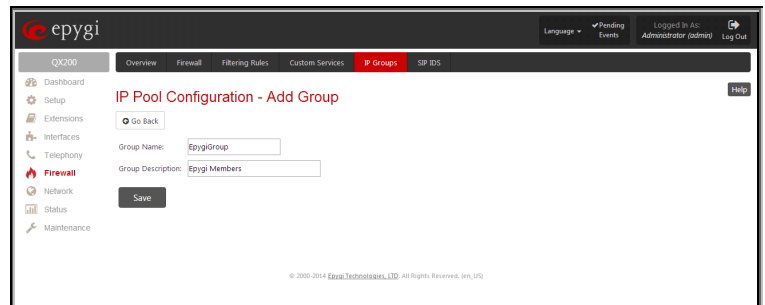 epygi
Language
Pending Events
Logged In As: Administrator (admin)
Log Out
QX200
Overview Firewall Filtering Rules Custom Services IP Groups SIP IDS
Dashboard
Setup
Extensions
Interfaces
Telephony
Firewall
Network
Status
Maintenance
IP Pool Configuration - Add Group
Help
Go Back
Group Name: EpygiGroup
Group Description: Epygi Members
Save
© 2000-2014 Epygi Technologies, LTD. All Rights Reserved. (en_US)